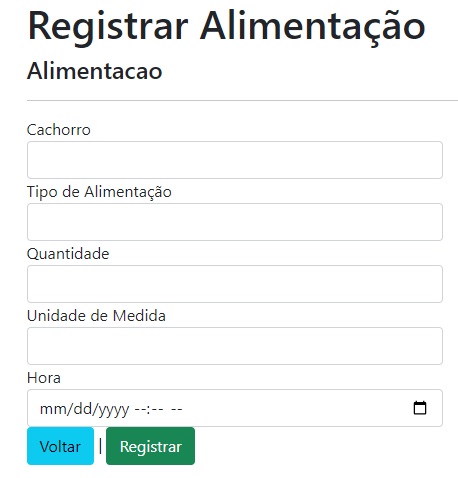 Registrar Alimentação
Alimentacao
Cachorro
Tipo de Alimentação
Quantidade
Unidade de Medida
Hora
mm/dd/yyyy --:-- --
Voltar | Registrar